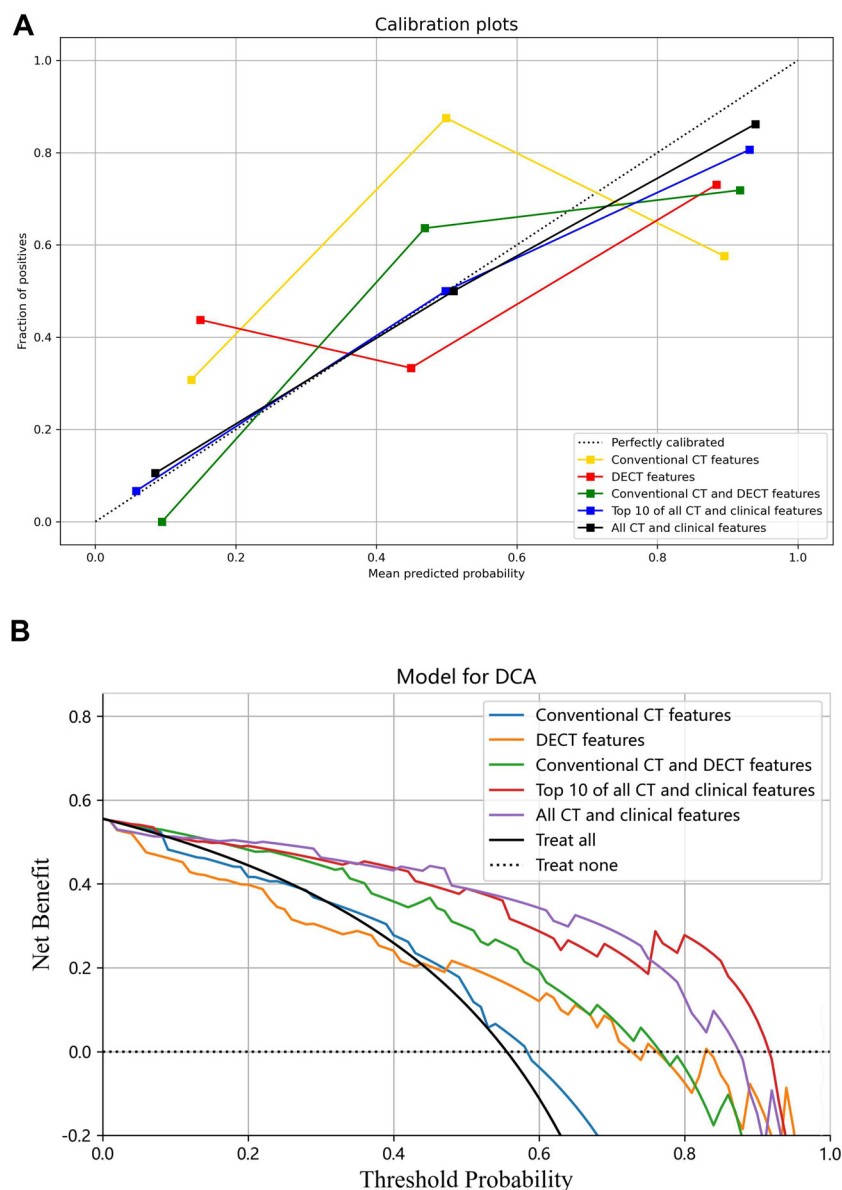 A
Calibration plots
1.0
0.8
0.6
0.4
0.2
0.0
Fraction of positives
Perfectly calibrated
Conventional CT features
DECT features
Conventional CT and DECT features
Top 10 of all CT and clinical features
All CT and clinical features
0.0 0.2 0.4 0.6 0.8 1.0
Mean predicted probability
B
Model for DCA
0.8
0.6
0.4
0.2
0.0
-0.2
Net Benefit
Conventional CT features
DECT features
Conventional CT and DECT features
Top 10 of all CT and clinical features
All CT and clinical features
Treat all
Treat none
0.0 0.2 0.4 0.6 0.8 1.0
Threshold Probability